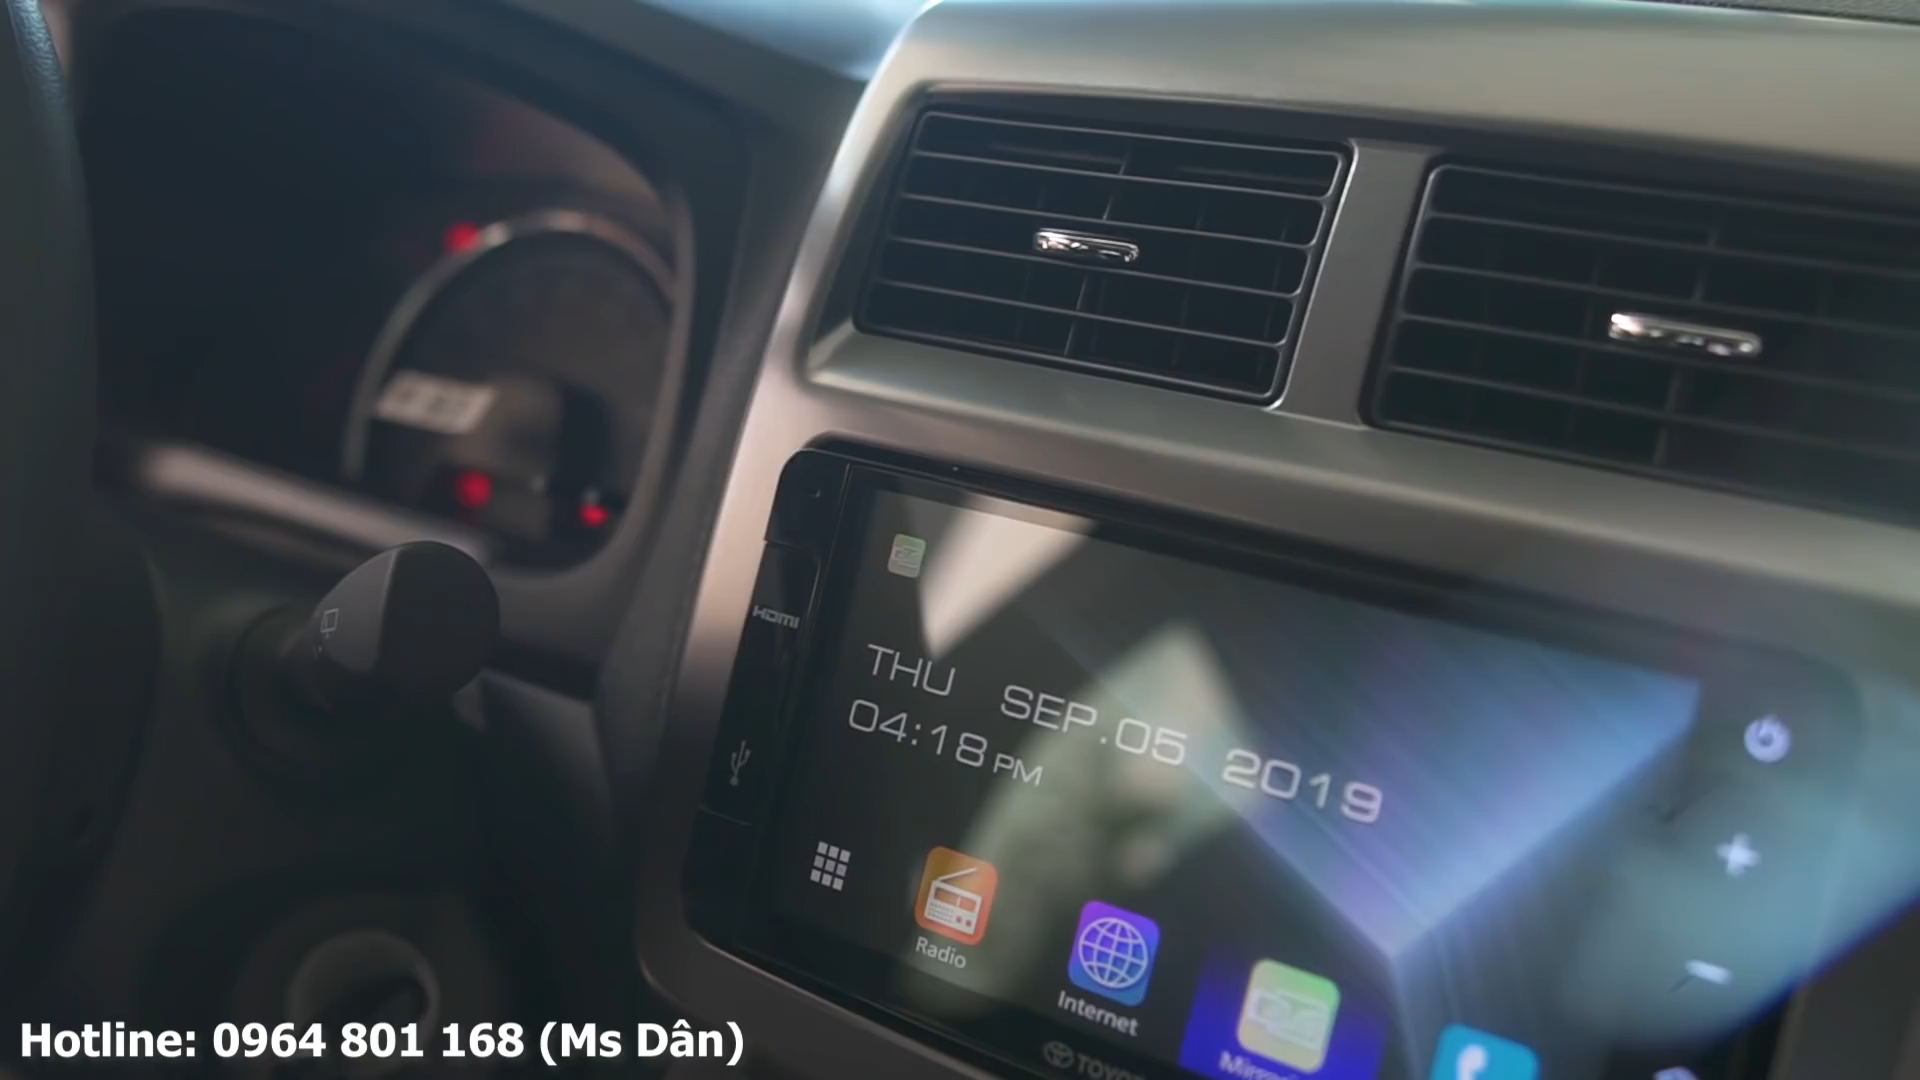 HDMI
THU SEP.05 2019
04:18 PM
Radio
Internet
Hotline: 0964 801 168 (Ms Dân)